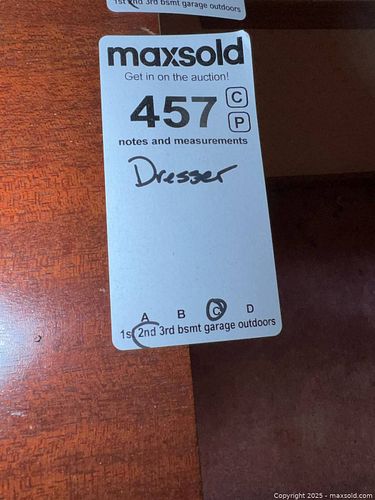 1st 2nd 3rd bsmt garage outdoors
maxsold
Get in on the auction!
457 C
P
notes and measurements
Dresser
A B C D
1st 2nd 3rd bsmt garage outdoors
Copyright © 2025 - maxsold.com